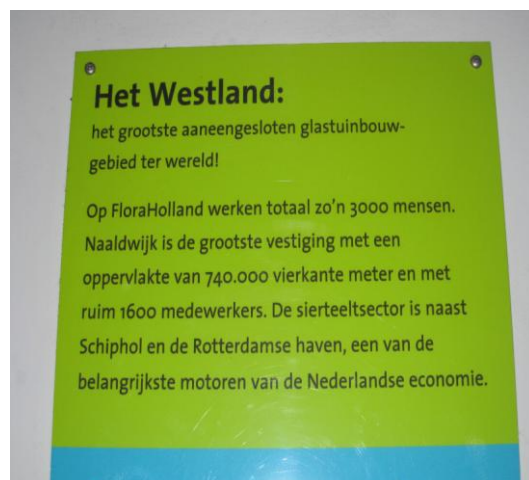 Het Westland:
het grootste aaneengesloten glastuinbouw-
gebied ter wereld!
Op FloraHolland werken totaal zo'n 3000 mensen.
Naaldwijk is de grootste vestiging met een
oppervlakte van 740.000 vierkante meter en met
ruim 1600 medewerkers. De sierteeltsector is naast
Schiphol en de Rotterdamse haven, een van de
belangrijkste motoren van de Nederlandse economie.